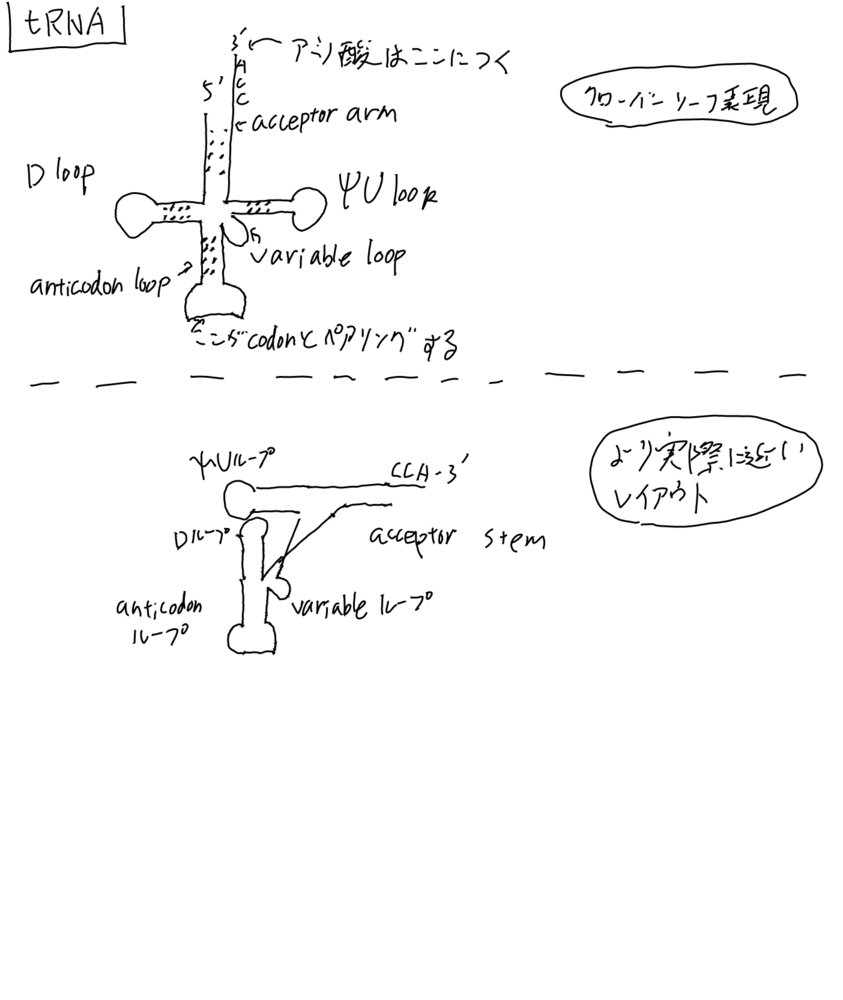 tRNA
3' ← アミノ酸はここにつく
A
C
C
5'
← acceptor arm
クローバーリーフ表現
D loop
ΨU loop
variable loop
anticodon loop
ここがcodonとペアリングする
ΨUループ
CCA-3'
より実際に近い
レイアウト
Dループ
acceptor stem
anticodon
ループ
variable ループ